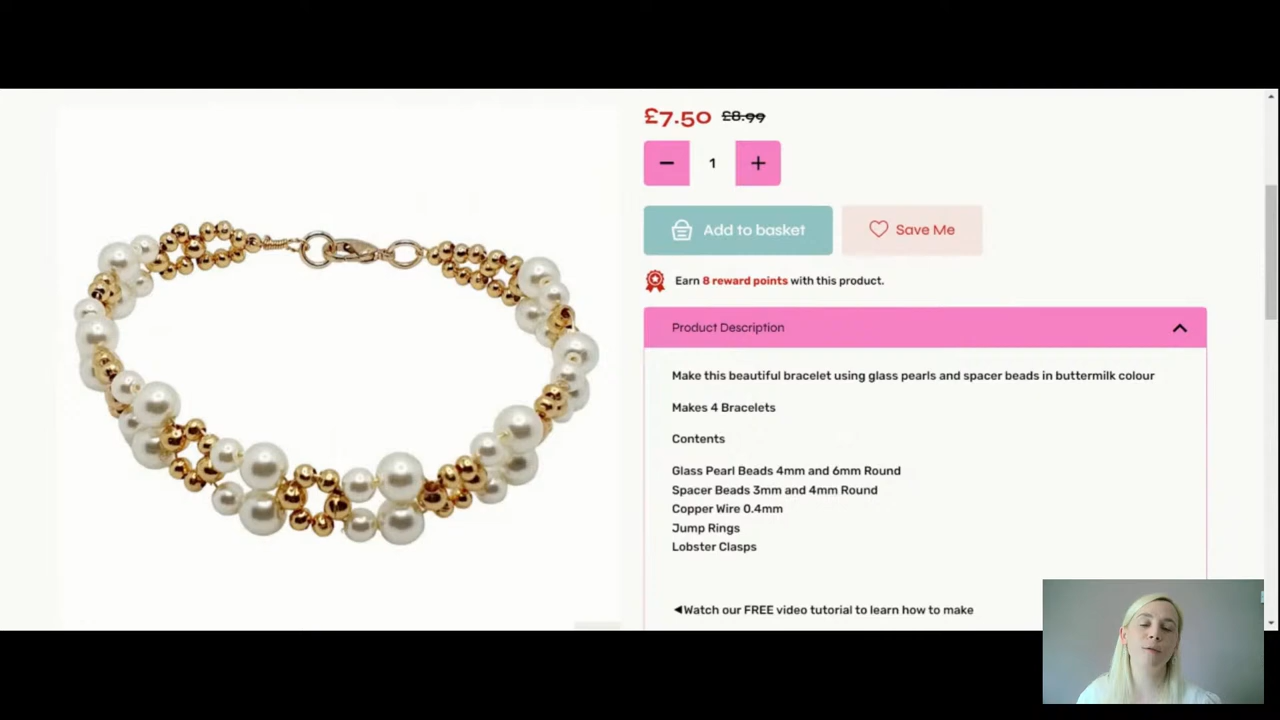 £7.50 £8.99
1
Add to basket
Save Me
Earn 8 reward points with this product.
Product Description
Make this beautiful bracelet using glass pearls and spacer beads in buttermilk colour
Makes 4 Bracelets
Contents
Glass Pearl Beads 4mm and 6mm Round
Spacer Beads 3mm and 4mm Round
Copper Wire 0.4mm
Jump Rings
Lobster Clasps
◄Watch our FREE video tutorial to learn how to make